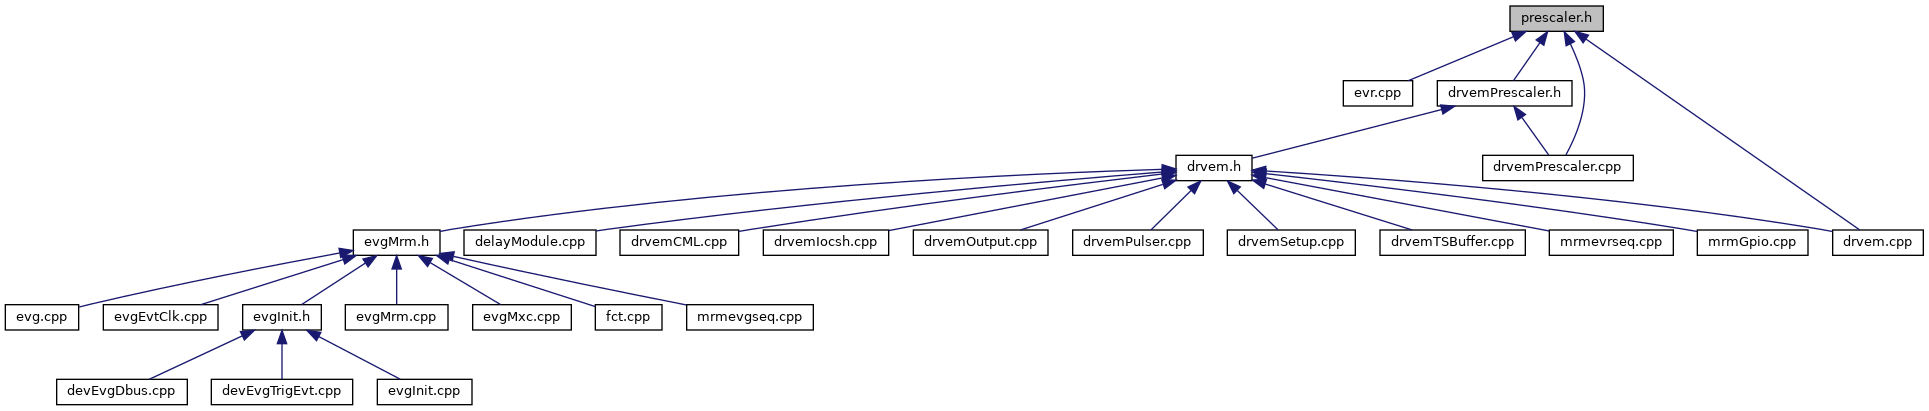 prescaler.h
evr.cpp
drvemPrescaler.h
drvem.h
drvemPrescaler.cpp
evgMrm.h
delayModule.cpp
drvemCML.cpp
drvemIocsh.cpp
drvemOutput.cpp
drvemPulser.cpp
drvemSetup.cpp
drvemTSBuffer.cpp
mrmevrseq.cpp
mrmGpio.cpp
drvem.cpp
evg.cpp
evgEvtClk.cpp
evgInit.h
evgMrm.cpp
evgMxc.cpp
fct.cpp
mrmevgseq.cpp
devEvgDbus.cpp
devEvgTrigEvt.cpp
evgInit.cpp